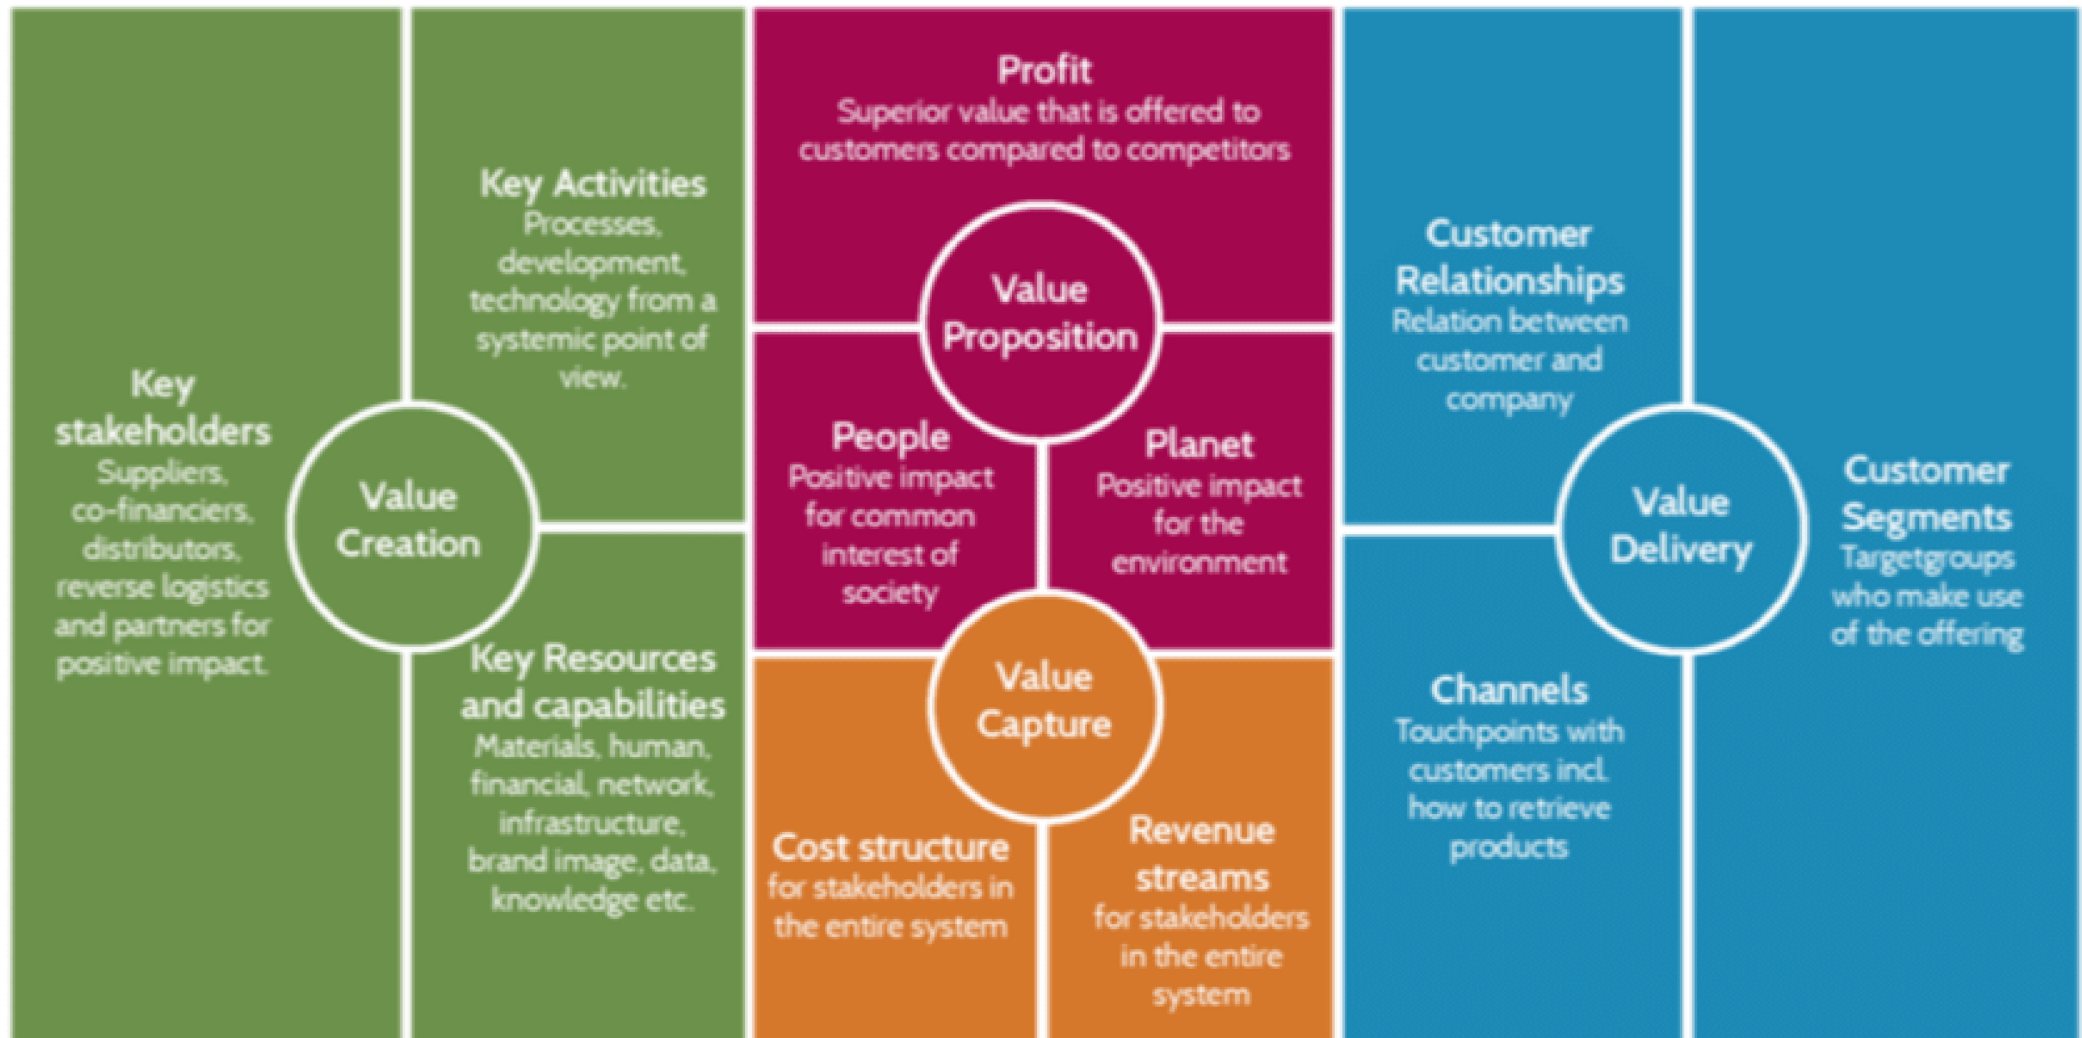 Key
stakeholders
Suppliers,
co-financiers,
distributors,
reverse logistics
and partners for
positive impact.
Value
Creation
Key Activities
Processes,
development,
technology from a
systemic point of
view.
Key Resources
and capabilities
Materials, human,
financial, network,
infrastructure,
brand image, data,
knowledge etc.
Profit
Superior value that is offered to
customers compared to competitors
Value
Proposition
People
Positive impact
for common
interest of
society
Planet
Positive impact
for the
environment
Value
Capture
Cost structure
for stakeholders in
the entire system
Revenue
streams
for stakeholders
in the entire
system
Customer
Relationships
Relation between
customer and
company
Value
Delivery
Channels
Touchpoints with
customers incl.
how to retrieve
products
Customer
Segments
Targetgroups
who make use
of the offering